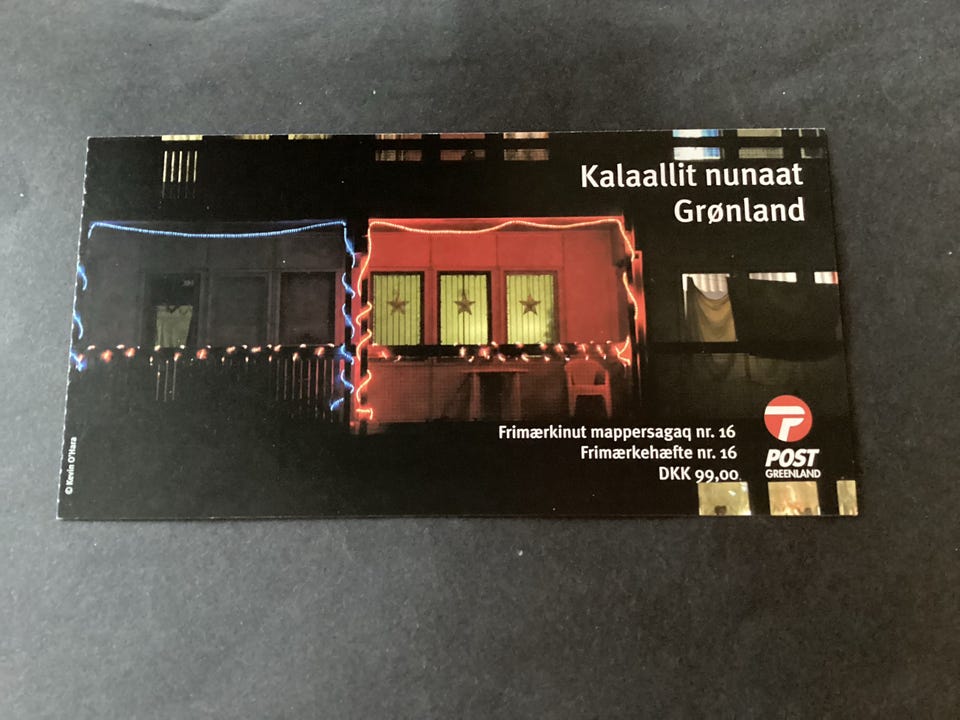 Kalaallit nunaat
Grønland
Frimærkinut mappersagaq nr. 16
Frimærkehæfte nr. 16
DKK 99,00
POST
GREENLAND
© Kevin O'Hara